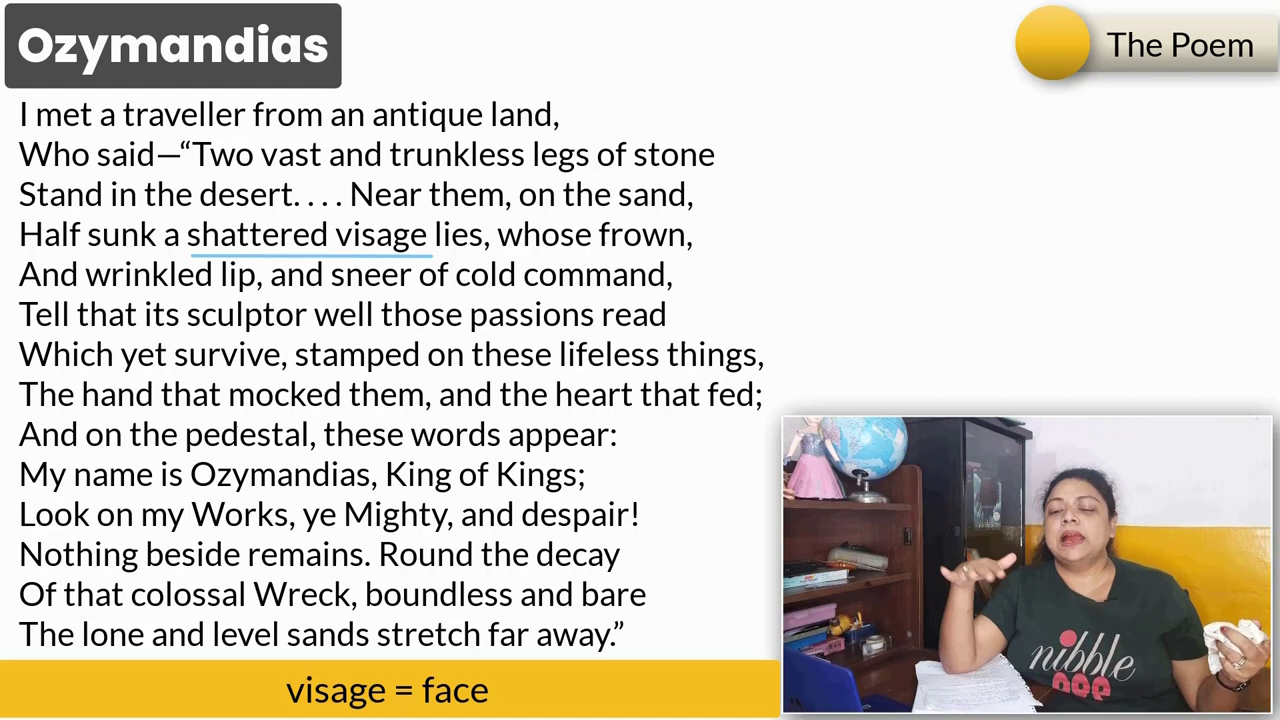 Ozymandias
The Poem
I met a traveller from an antique land,
Who said—“Two vast and trunkless legs of stone
Stand in the desert. . . . Near them, on the sand,
Half sunk a shattered visage lies, whose frown,
And wrinkled lip, and sneer of cold command,
Tell that its sculptor well those passions read
Which yet survive, stamped on these lifeless things,
The hand that mocked them, and the heart that fed;
And on the pedestal, these words appear:
My name is Ozymandias, King of Kings;
Look on my Works, ye Mighty, and despair!
Nothing beside remains. Round the decay
Of that colossal Wreck, boundless and bare
The lone and level sands stretch far away.”
visage = face
nibble